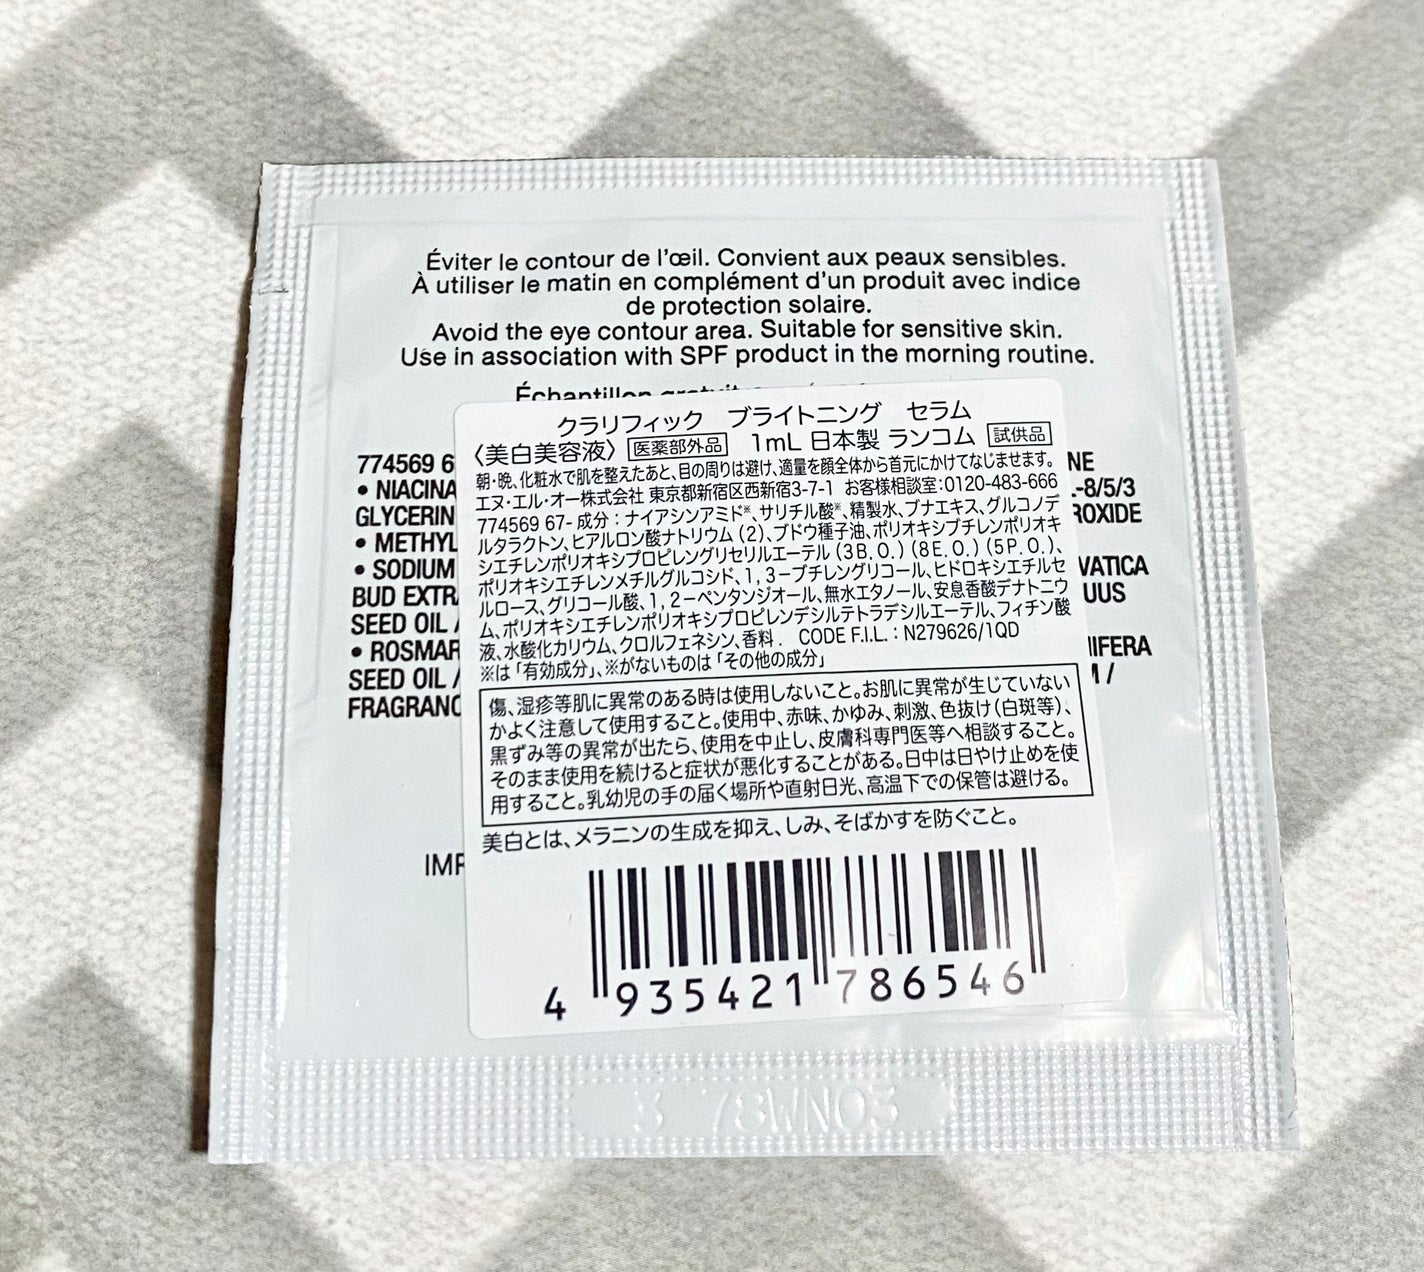 Éviter le contour de l'œil. Convient aux peaux sensibles.
À utiliser le matin en complément d'un produit avec indice
de protection solaire.
Avoid the eye contour area. Suitable for sensitive skin.
Use in association with SPF product in the morning routine.
Échantillon gratuit
クラリフィック ブライトニング セラム
〈美白美容液〉 医薬部外品 1mL 日本製 ランコム 試供品
朝・晩、化粧水で肌を整えたあと、目の周りは避け、適量を顔全体から首元にかけてなじませます。
エヌ・エル・オー株式会社 東京都新宿区西新宿3-7-1 お客様相談室:0120-483-666
774569 67- 成分：ナイアシンアミド※、サリチル酸※、精製水、ブナエキス、グルコノデ
ルタラクトン、ヒアルロン酸ナトリウム（2）、ブドウ種子油、ポリオキシブチレンポリオキ
シエチレンポリオキシプロピレングリセリルエーテル（3B.O.）（8E.O.）（5P.O.）、
ポリオキシエチレンメチルグルコシド、1,3－ブチレングリコール、ヒドロキシエチルセ
ルロース、グリコール酸、1,2－ペンタンジオール、無水エタノール、安息香酸デナトニウ
ム、ポリオキシエチレンポリオキシプロピレンデシルテトラデシルエーテル、フィチン酸
液、水酸化カリウム、クロルフェネシン、香料． CODE F.I.L.：N279626/1QD
※は「有効成分」、※がないものは「その他の成分」
傷、湿疹等肌に異常のある時は使用しないこと。お肌に異常が生じていない
かよく注意して使用すること。使用中、赤味、かゆみ、刺激、色抜け（白斑等）、
黒ずみ等の異常が出たら、使用を中止し、皮膚科専門医等へ相談すること。
そのまま使用を続けると症状が悪化することがある。日中は日やけ止めを使
用すること。乳幼児の手の届く場所や直射日光、高温下での保管は避ける。
美白とは、メラニンの生成を抑え、しみ、そばかすを防ぐこと。
4 935421 786546
774569 6
• NIACINA
GLYCERIN
• METHYL
• SODIUM
BUD EXTR
SEED OIL /
• ROSMAR
SEED OIL /
FRAGRANC
NE
-8/5/3
ROXIDE
VATICA
UUS
IIFERA
/
IMP
78WN03